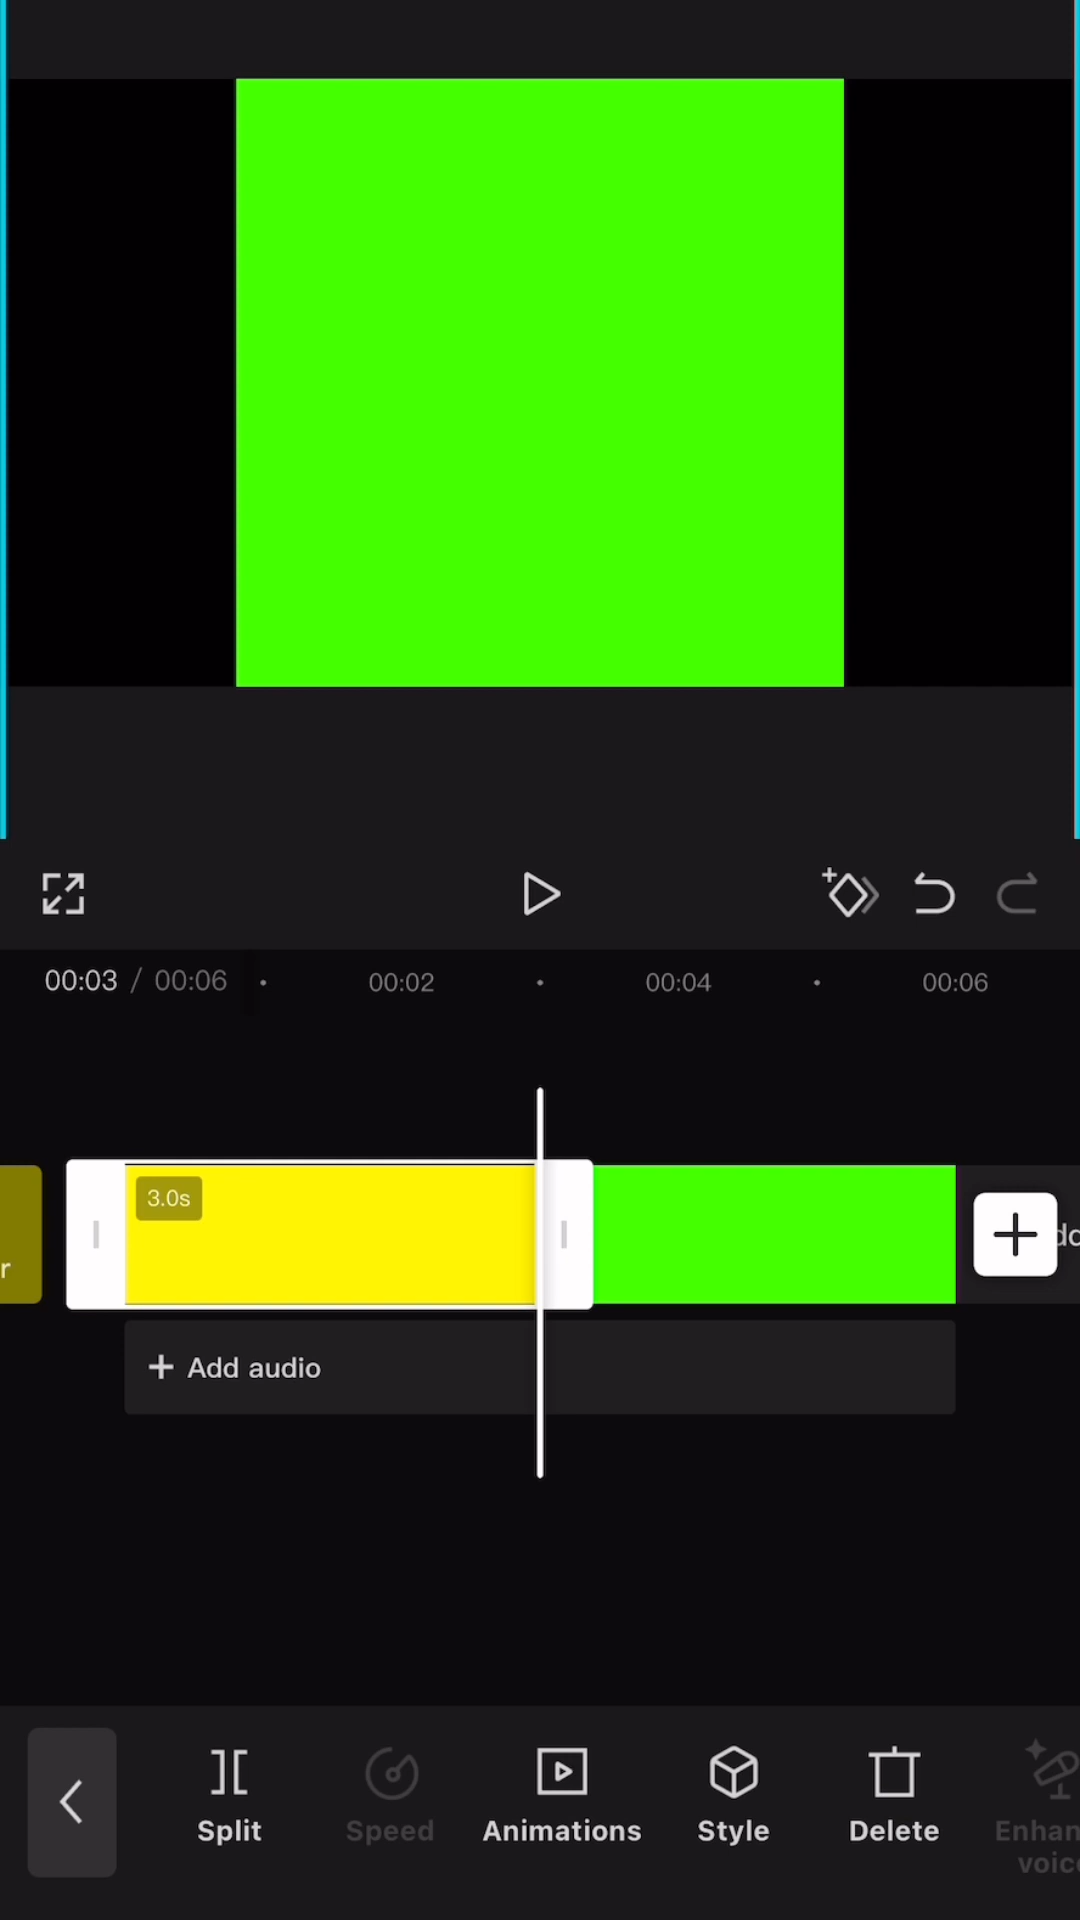 00:03 / 00:06
00:02
00:04
00:06
r
3.0s
+ Add audio
Split
Speed
Animations
Style
Delete
Enhan
voic